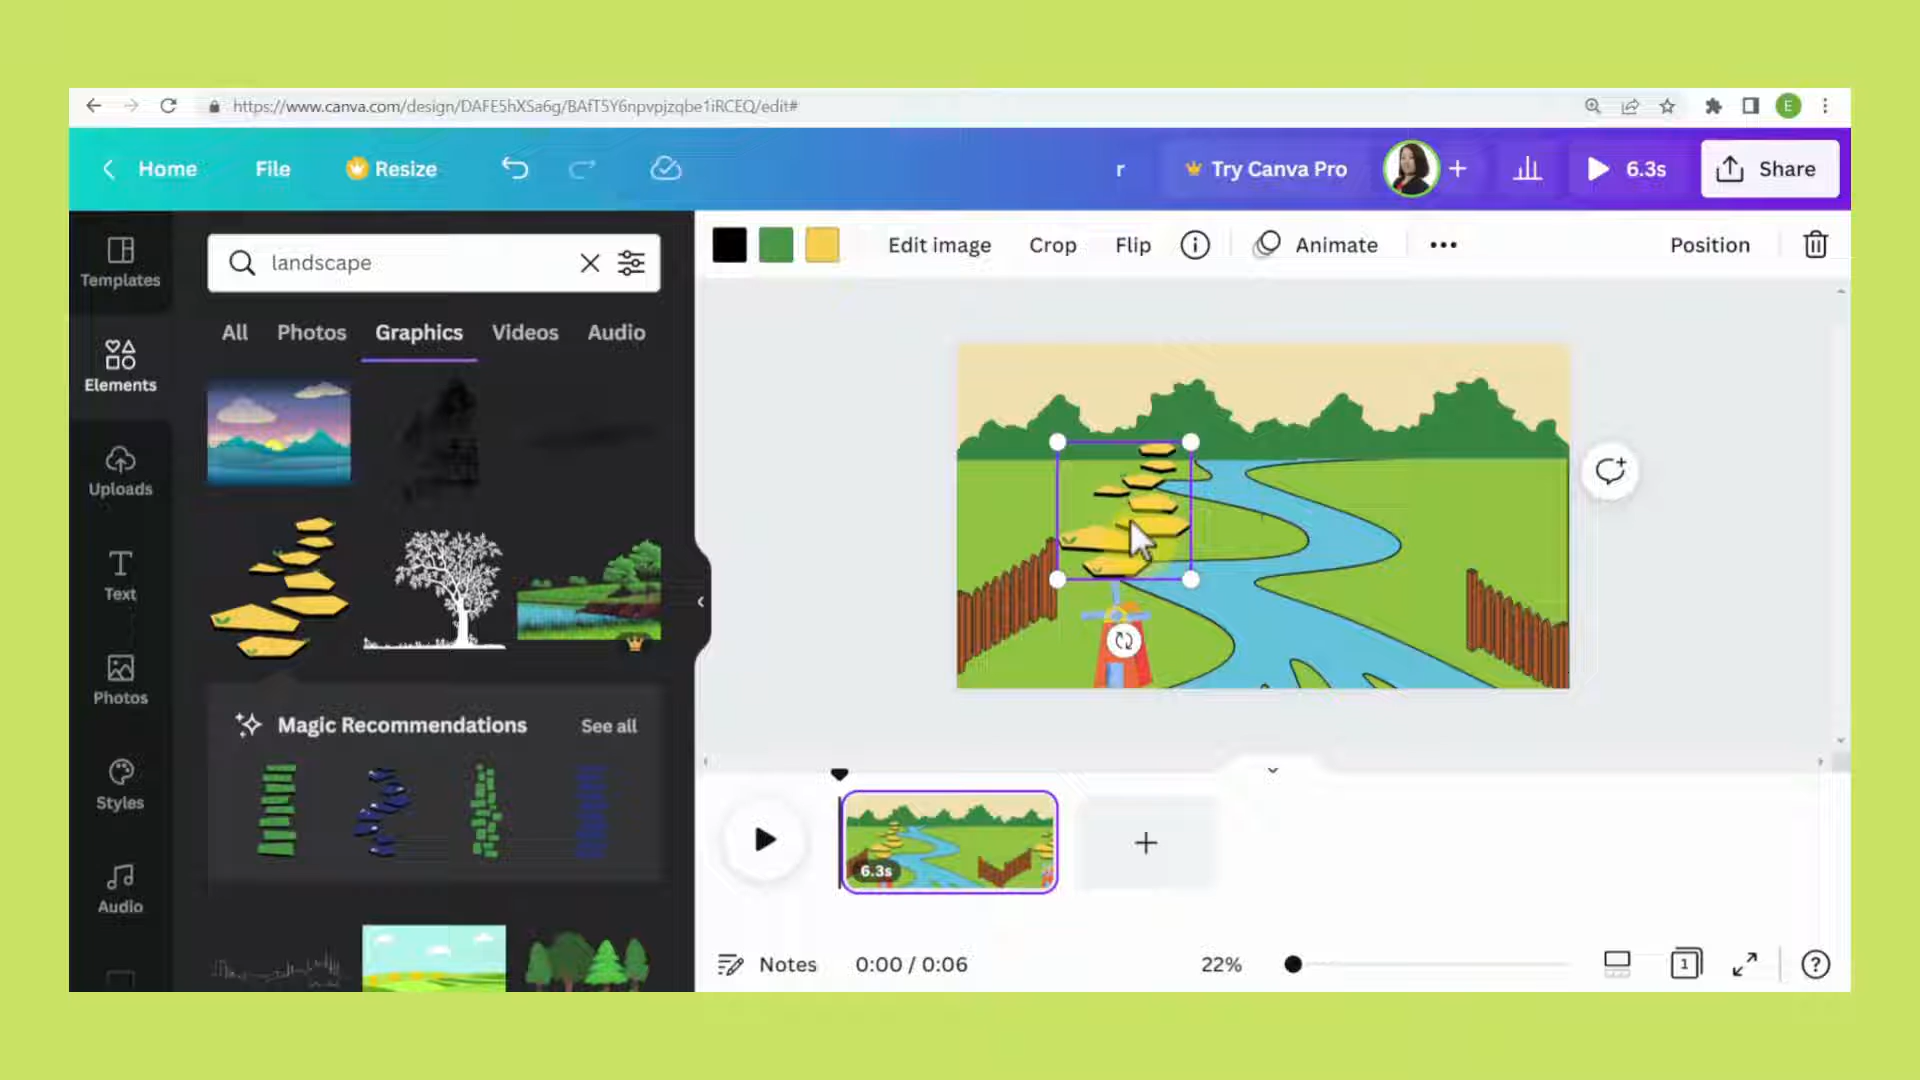 https://www.canva.com/design/DAFE5hXSa6g/BAfT5Y6npvpjzqbe1iRCEQ/edit#
E
Home File Resize r Try Canva Pro 6.3s Share
Templates
Elements
Uploads
Text
Photos
Styles
Audio
landscape
All Photos Graphics Videos Audio
Magic Recommendations See all
Edit image Crop Flip Animate Position
6.3s
Notes 0:00 / 0:06 22% 1